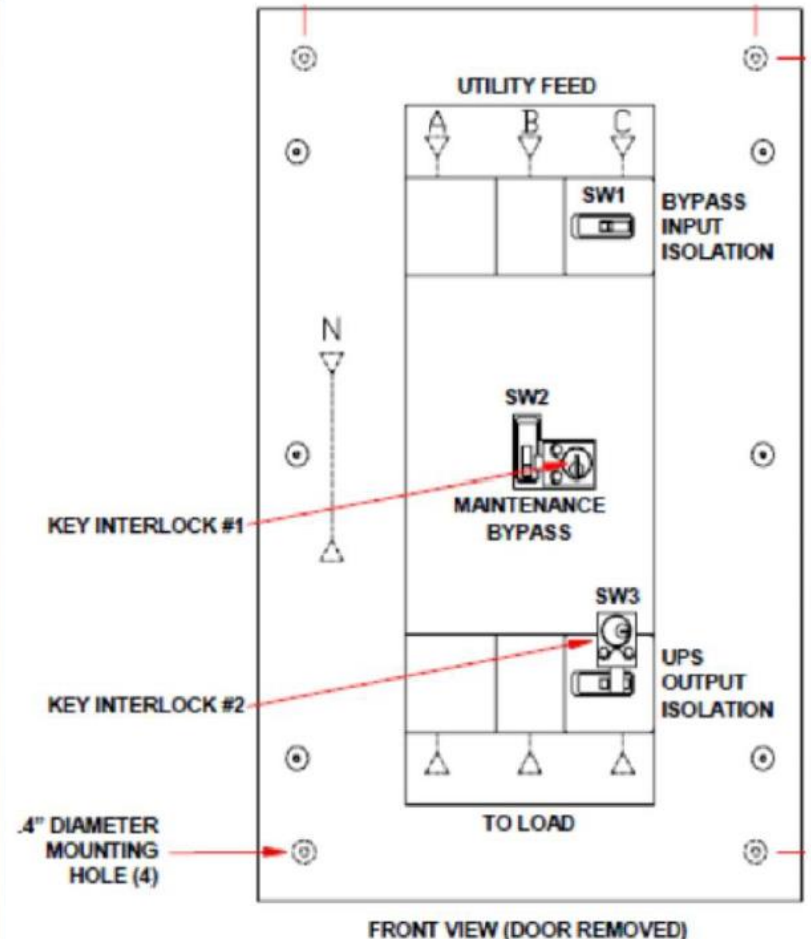 UTILITY FEED
A B C
SW1
BYPASS
INPUT
ISOLATION
N
SW2
KEY INTERLOCK #1
MAINTENANCE
BYPASS
SW3
UPS
OUTPUT
ISOLATION
KEY INTERLOCK #2
TO LOAD
.4" DIAMETER
MOUNTING
HOLE (4)
FRONT VIEW (DOOR REMOVED)